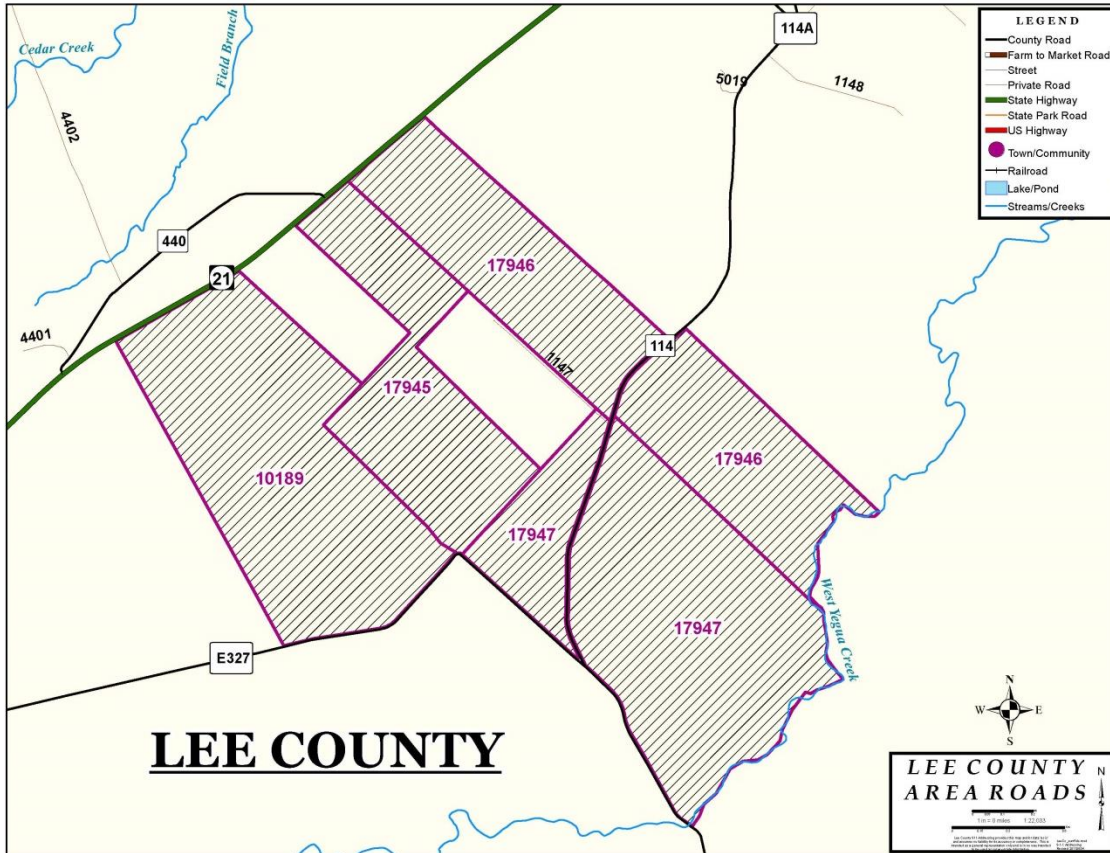 Cedar Creek
Field Branch
4402
114A
5019
1148
LEGEND
County Road
Farm to Market Road
Street
Private Road
State Highway
State Park Road
US Highway
Town/Community
Railroad
Lake/Pond
Streams/Creeks
440
21
4401
17946
114
1147
17945
10189
17946
17947
17947
West Yegua Creek
E327
N
W E
S
LEE COUNTY
LEE COUNTY
AREA ROADS
N